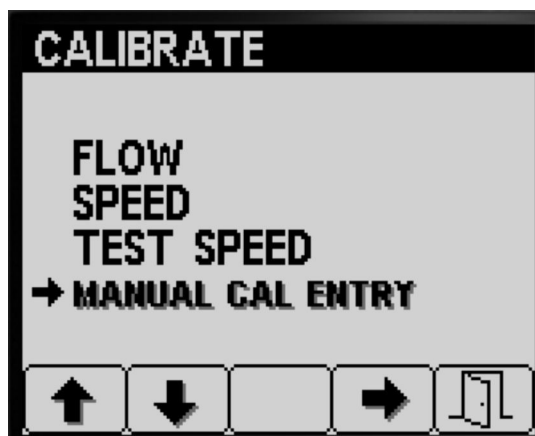 CALIBRATE
FLOW
SPEED
TEST SPEED
MANUAL CAL ENTRY